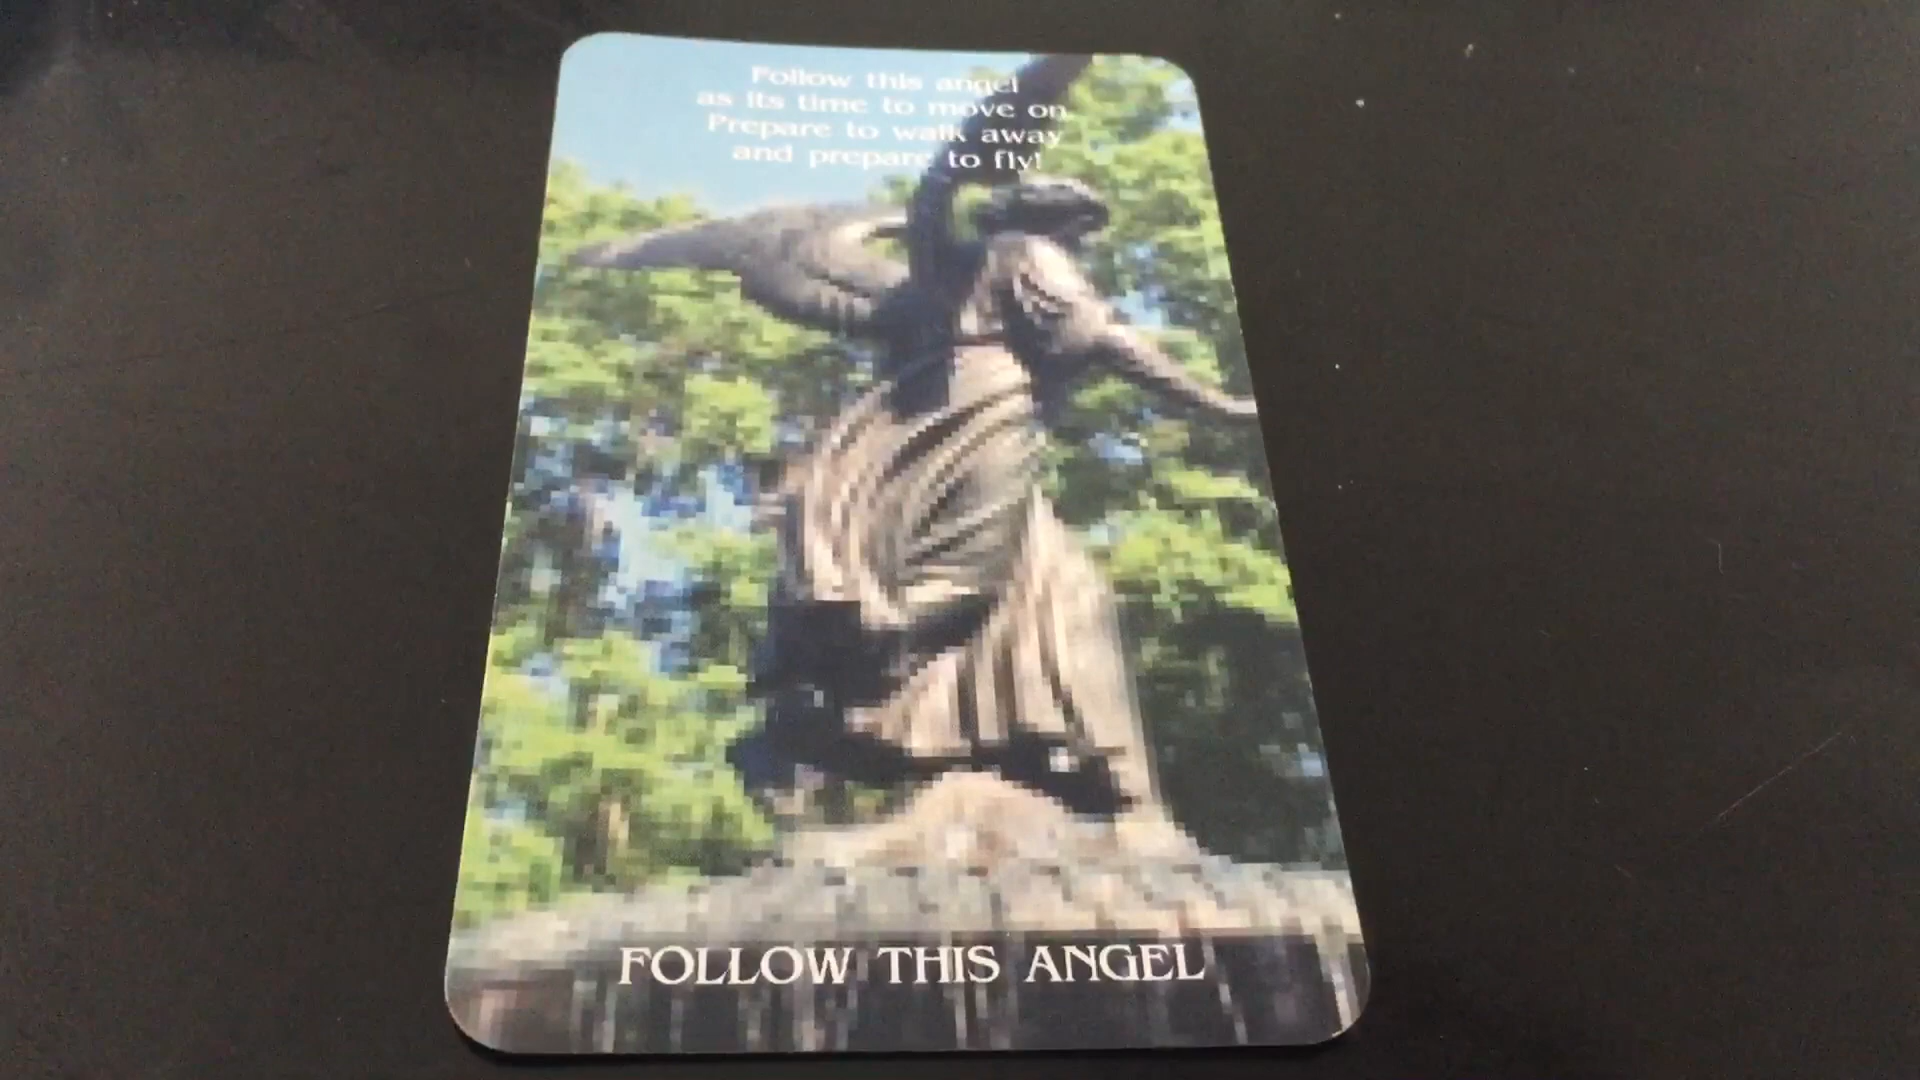 Follow this angel
as its time to move on
Prepare to walk away
and prepare to fly!
FOLLOW THIS ANGEL